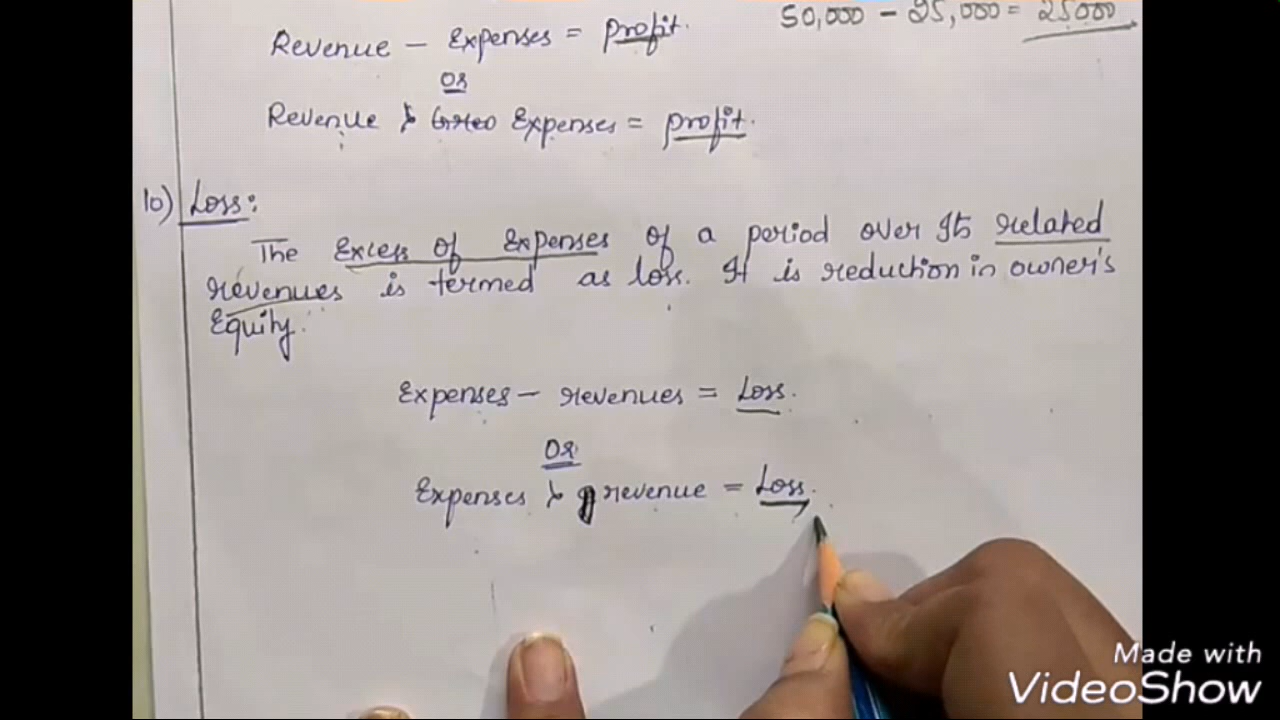 50,000 - 25,000 = 25000
Revenue - Expenses = profit.
Or
Revenue > Expenses = profit.
10) Loss:
The Excess of Expenses of a period over Its related
revenues is termed as loss. It is reduction in owner's
Equity.
Expenses - revenues = Loss.
Or
Expenses > revenue = Loss.
Made with
VideoShow